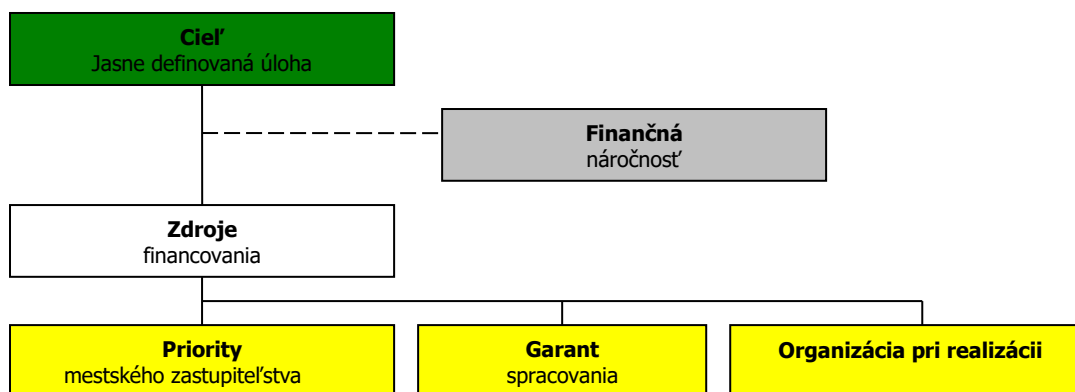 Cieľ
Jasne definovaná úloha
Finančná
náročnosť
Zdroje
financovania
Priority
mestského zastupiteľstva
Garant
spracovania
Organizácia pri realizácii